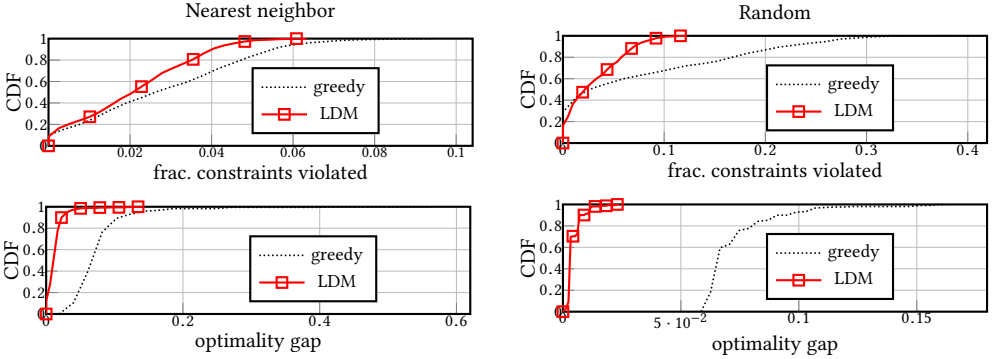 Nearest neighbor
1
0.8
0.6
0.4
0.2
0
CDF
greedy
LDM
0.02 0.04 0.06 0.08 0.1
frac. constraints violated
Random
1
0.8
0.6
0.4
0.2
0
CDF
greedy
LDM
0 0.1 0.2 0.3 0.4
frac. constraints violated
1
0.8
0.6
0.4
0.2
0
CDF
greedy
LDM
0 0.2 0.4 0.6
optimality gap
1
0.8
0.6
0.4
0.2
0
CDF
greedy
LDM
0 5 · 10⁻² 0.1 0.15
optimality gap